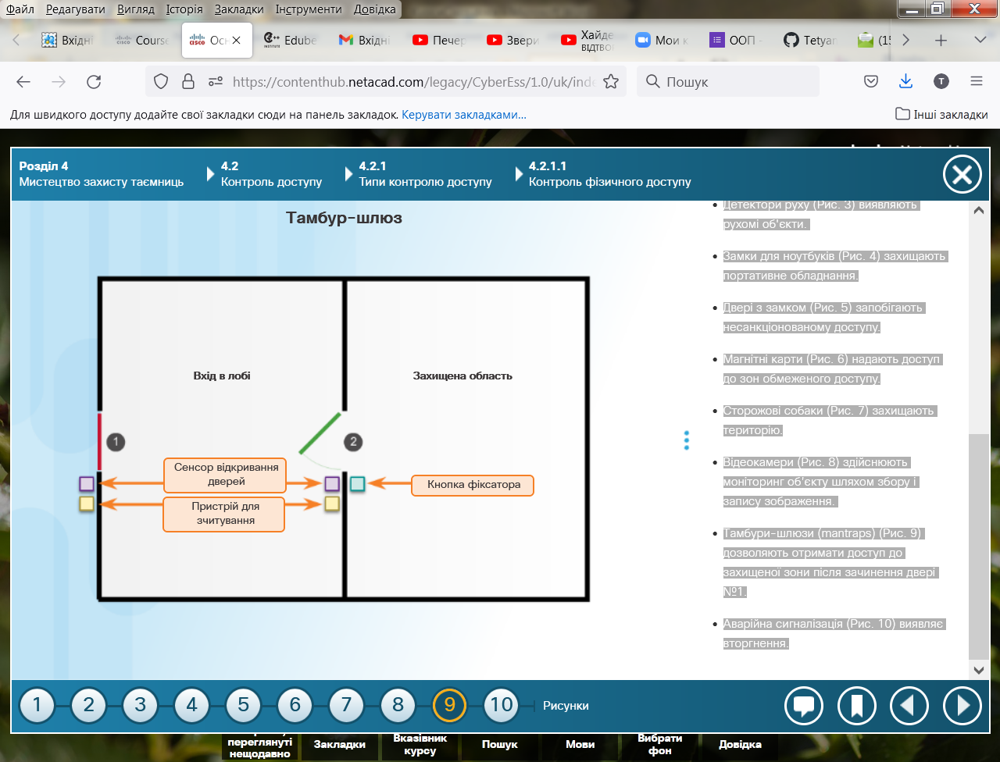 Файл Редагувати Вигляд Історія Закладки Інструменти Довідка
Вхідні Course Осн Edube Вхідні Печер Звери Хайде ВІДТВОР Мои к ООП - Tetyan (15
https://contenthub.netacad.com/legacy/CyberEss/1.0/uk/inde
Пошук
T
Для швидкого доступу додайте свої закладки сюди на панель закладок. Керувати закладками...
Інші закладки
Розділ 4
Мистецтво захисту таємниць
4.2
Контроль доступу
4.2.1
Типи контролю доступу
4.2.1.1
Контроль фізичного доступу
Тамбур-шлюз
Вхід в лобі
Захищена область
1
2
Сенсор відкривання
дверей
Кнопка фіксатора
Пристрій для
зчитування
• Детектори руху (Рис. 3) виявляють
рухомі об'єкти.
• Замки для ноутбуків (Рис. 4) захищають
портативне обладнання.
• Двері з замком (Рис. 5) запобігають
несанкціонованому доступу.
• Магнітні карти (Рис. 6) надають доступ
до зон обмеженого доступу.
• Сторожові собаки (Рис. 7) захищають
територію.
• Відеокамери (Рис. 8) здійснюють
моніторинг об'єкту шляхом збору і
запису зображення.
• Тамбури-шлюзи (mantraps) (Рис. 9)
дозволяють отримати доступ до
захищеної зони після зачинення двері
№1.
• Аварійна сигналізація (Рис. 10) виявляє
вторгнення.
1 2 3 4 5 6 7 8 9 10 Рисунки
переглянуті
нещодавно
Закладки
Вказівник
курсу
Пошук
Мови
Вибрати
фон
Довідка